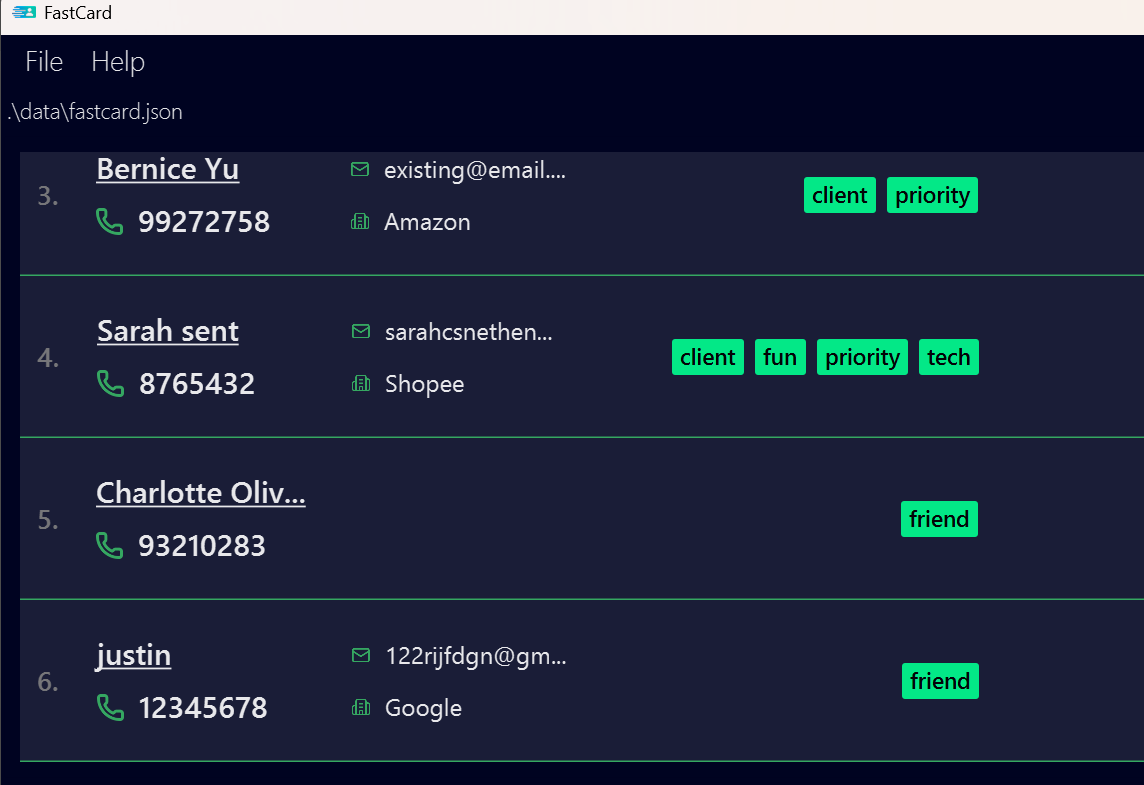 FastCard
File Help
.\data\fastcard.json
3. Bernice Yu existing@email.... client priority
99272758 Amazon
4. Sarah sent sarahcsnethen... client fun priority tech
8765432 Shopee
5. Charlotte Oliv... friend
93210283
6. justin 122rijfdgn@gm... friend
12345678 Google